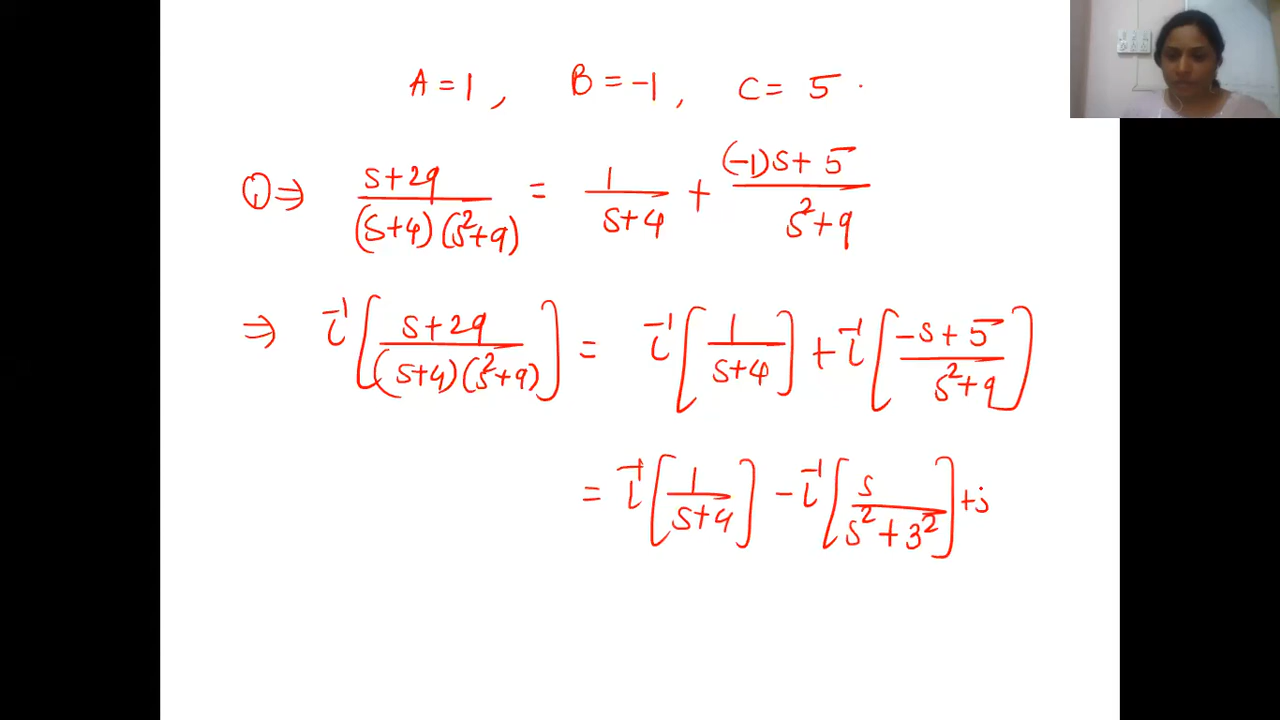 A = 1 , B = -1 , C = 5 .
① ⇒ s+29/(s+4)(s²+9) = 1/s+4 + (-1)s+5/s²+9
⇒ L⁻¹[s+29/(s+4)(s²+9)] = L⁻¹[1/s+4] + L⁻¹[-s+5/s²+9]
= L⁻¹[1/s+4] - L⁻¹[s/s²+3²] +